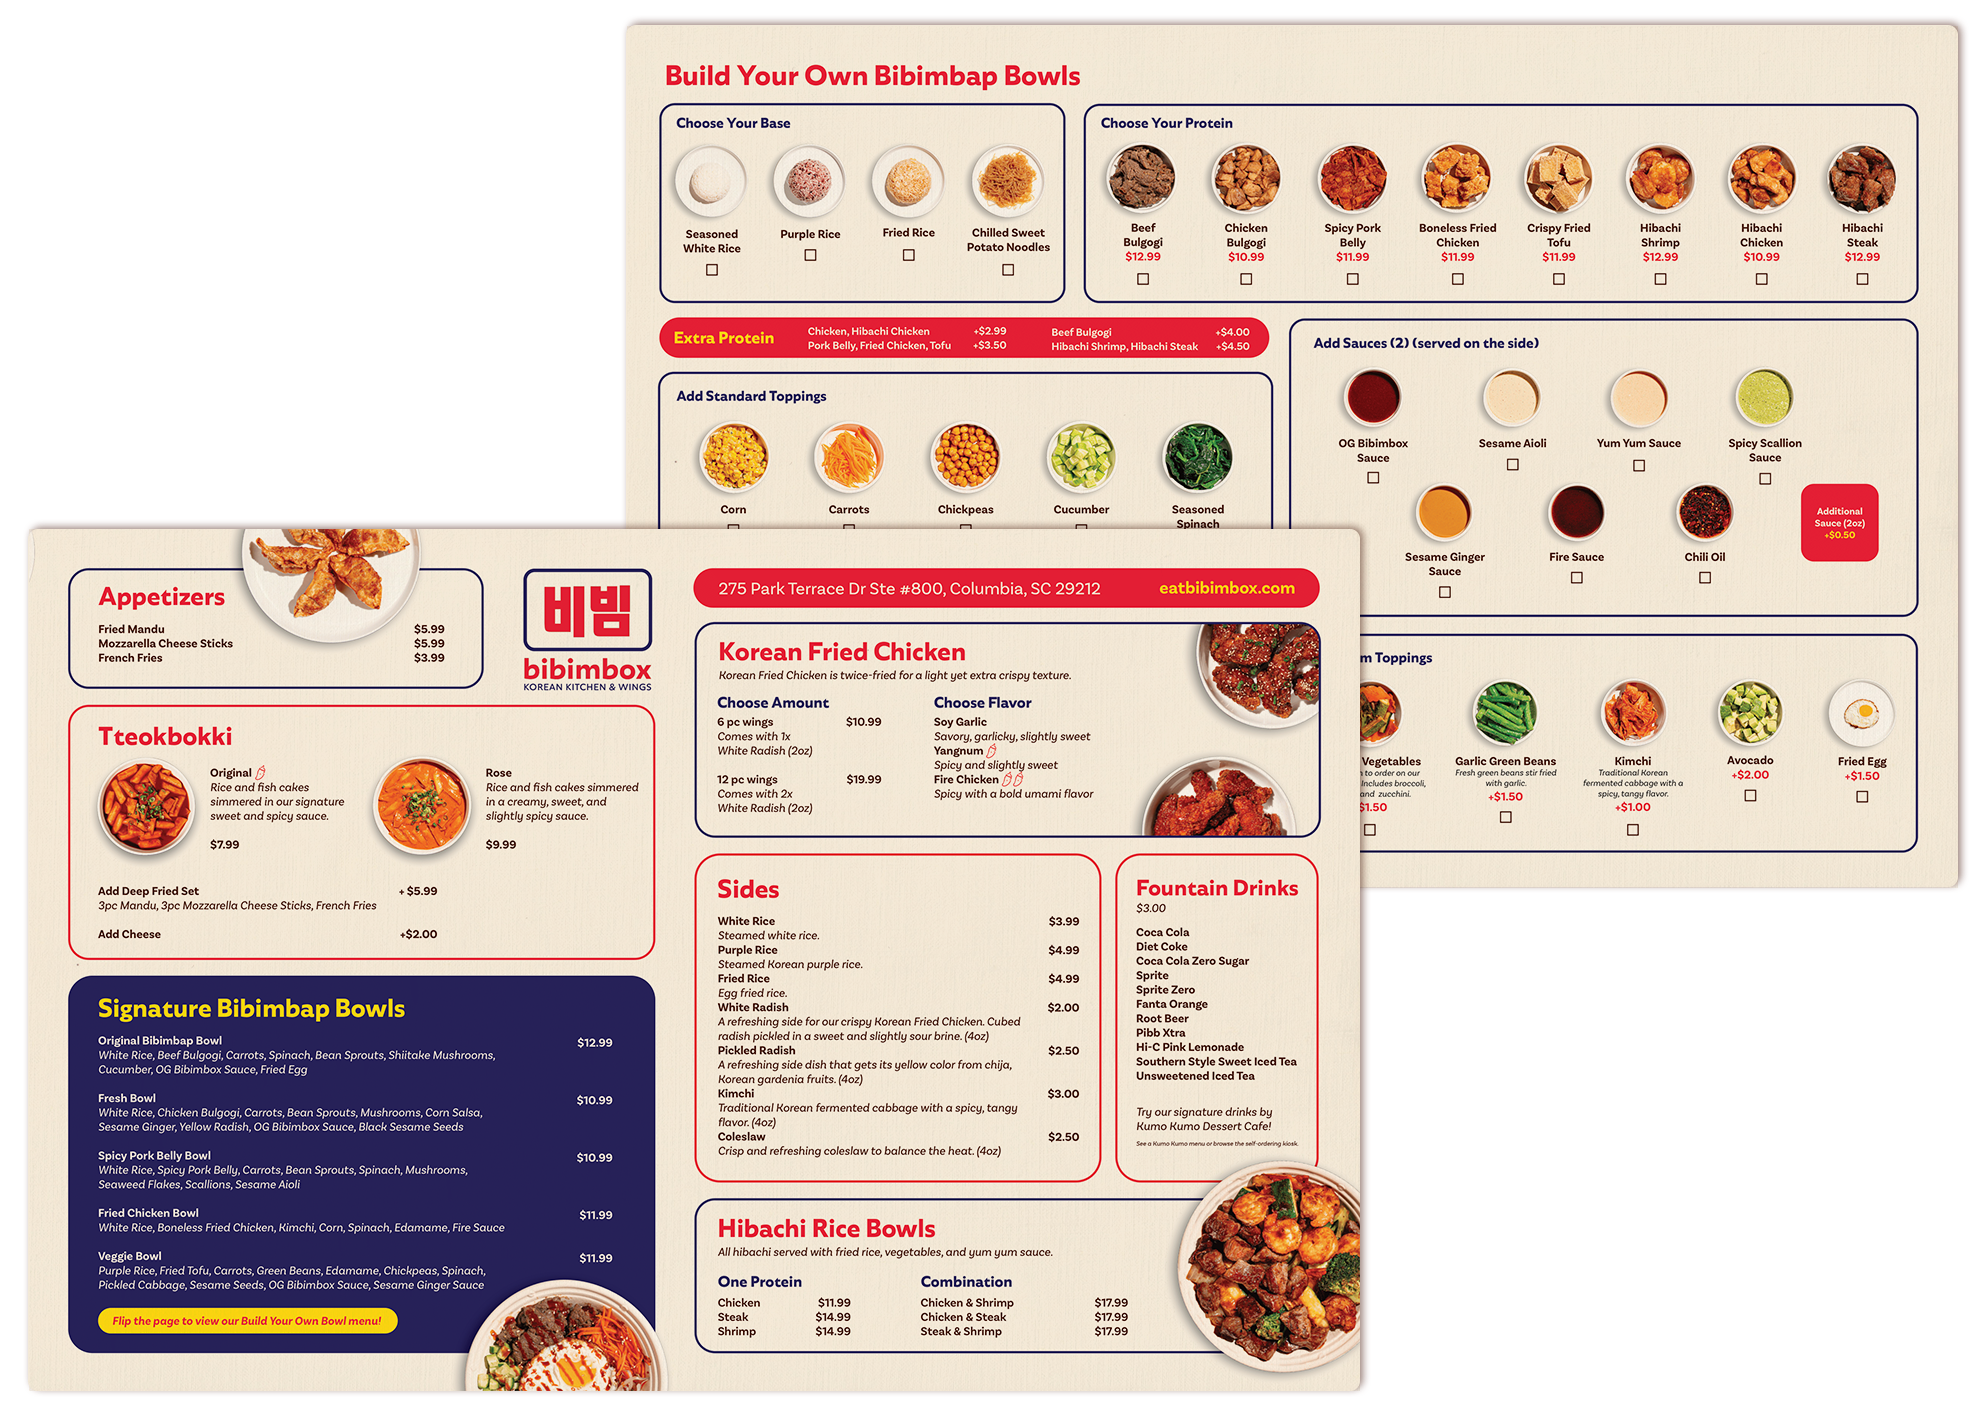 Build Your Own Bibimbap Bowls
Choose Your Base
Seasoned
White Rice
Purple Rice
Fried Rice
Chilled Sweet
Potato Noodles
Choose Your Protein
Beef
Bulgogi
$12.99
Chicken
Bulgogi
$10.99
Spicy Pork
Belly
$11.99
Boneless Fried
Chicken
$11.99
Crispy Fried
Tofu
$11.99
Hibachi
Shrimp
$12.99
Hibachi
Chicken
$10.99
Hibachi
Steak
$12.99
Extra Protein
Chicken, Hibachi Chicken +$2.99
Pork Belly, Fried Chicken, Tofu +$3.50
Beef Bulgogi +$4.00
Hibachi Shrimp, Hibachi Steak +$4.50
Add Standard Toppings
Corn
Carrots
Chickpeas
Cucumber
Seasoned
Spinach
Add Sauces (2) (served on the side)
OG Bibimbox
Sauce
Sesame Aioli
Yum Yum Sauce
Spicy Scallion
Sauce
Sesame Ginger
Sauce
Fire Sauce
Chili Oil
Additional
Sauce (2oz)
+$0.50
m Toppings
Vegetables
to order on our
Includes broccoli,
and zucchini.
$1.50
Garlic Green Beans
Fresh green beans stir fried
with garlic.
+$1.50
Kimchi
Traditional Korean
fermented cabbage with a
spicy, tangy flavor.
+$1.00
Avocado
+$2.00
Fried Egg
+$1.50
Appetizers
Fried Mandu $5.99
Mozzarella Cheese Sticks $5.99
French Fries $3.99
비빔
bibimbox
KOREAN KITCHEN & WINGS
Tteokbokki
Original
Rice and fish cakes
simmered in our signature
sweet and spicy sauce.
$7.99
Rose
Rice and fish cakes simmered
in a creamy, sweet, and
slightly spicy sauce.
$9.99
Add Deep Fried Set + $5.99
3pc Mandu, 3pc Mozzarella Cheese Sticks, French Fries
Add Cheese +$2.00
Signature Bibimbap Bowls
Original Bibimbap Bowl $12.99
White Rice, Beef Bulgogi, Carrots, Spinach, Bean Sprouts, Shiitake Mushrooms,
Cucumber, OG Bibimbox Sauce, Fried Egg
Fresh Bowl $10.99
White Rice, Chicken Bulgogi, Carrots, Bean Sprouts, Mushrooms, Corn Salsa,
Sesame Ginger, Yellow Radish, OG Bibimbox Sauce, Black Sesame Seeds
Spicy Pork Belly Bowl $10.99
White Rice, Spicy Pork Belly, Carrots, Bean Sprouts, Spinach, Mushrooms,
Seaweed Flakes, Scallions, Sesame Aioli
Fried Chicken Bowl $11.99
White Rice, Boneless Fried Chicken, Kimchi, Corn, Spinach, Edamame, Fire Sauce
Veggie Bowl $11.99
Purple Rice, Fried Tofu, Carrots, Green Beans, Edamame, Chickpeas, Spinach,
Pickled Cabbage, Sesame Seeds, OG Bibimbox Sauce, Sesame Ginger Sauce
Flip the page to view our Build Your Own Bowl menu!
275 Park Terrace Dr Ste #800, Columbia, SC 29212 eatbibimbox.com
Korean Fried Chicken
Korean Fried Chicken is twice-fried for a light yet extra crispy texture.
Choose Amount
6 pc wings $10.99
Comes with 1x
White Radish (2oz)
12 pc wings $19.99
Comes with 2x
White Radish (2oz)
Choose Flavor
Soy Garlic
Savory, garlicky, slightly sweet
Yangnum
Spicy and slightly sweet
Fire Chicken
Spicy with a bold umami flavor
Sides
White Rice $3.99
Steamed white rice.
Purple Rice $4.99
Steamed Korean purple rice.
Fried Rice $4.99
Egg fried rice.
White Radish $2.00
A refreshing side for our crispy Korean Fried Chicken. Cubed
radish pickled in a sweet and slightly sour brine. (4oz)
Pickled Radish $2.50
A refreshing side dish that gets its yellow color from chija,
Korean gardenia fruits. (4oz)
Kimchi $3.00
Traditional Korean fermented cabbage with a spicy, tangy
flavor. (4oz)
Coleslaw $2.50
Crisp and refreshing coleslaw to balance the heat. (4oz)
Fountain Drinks
$3.00
Coca Cola
Diet Coke
Coca Cola Zero Sugar
Sprite
Sprite Zero
Fanta Orange
Root Beer
Pibb Xtra
Hi-C Pink Lemonade
Southern Style Sweet Iced Tea
Unsweetened Iced Tea
Try our signature drinks by
Kumo Kumo Dessert Cafe!
See a Kumo Kumo menu or browse the self-ordering kiosk.
Hibachi Rice Bowls
All hibachi served with fried rice, vegetables, and yum yum sauce.
One Protein
Chicken $11.99
Steak $14.99
Shrimp $14.99
Combination
Chicken & Shrimp $17.99
Chicken & Steak $17.99
Steak & Shrimp $17.99